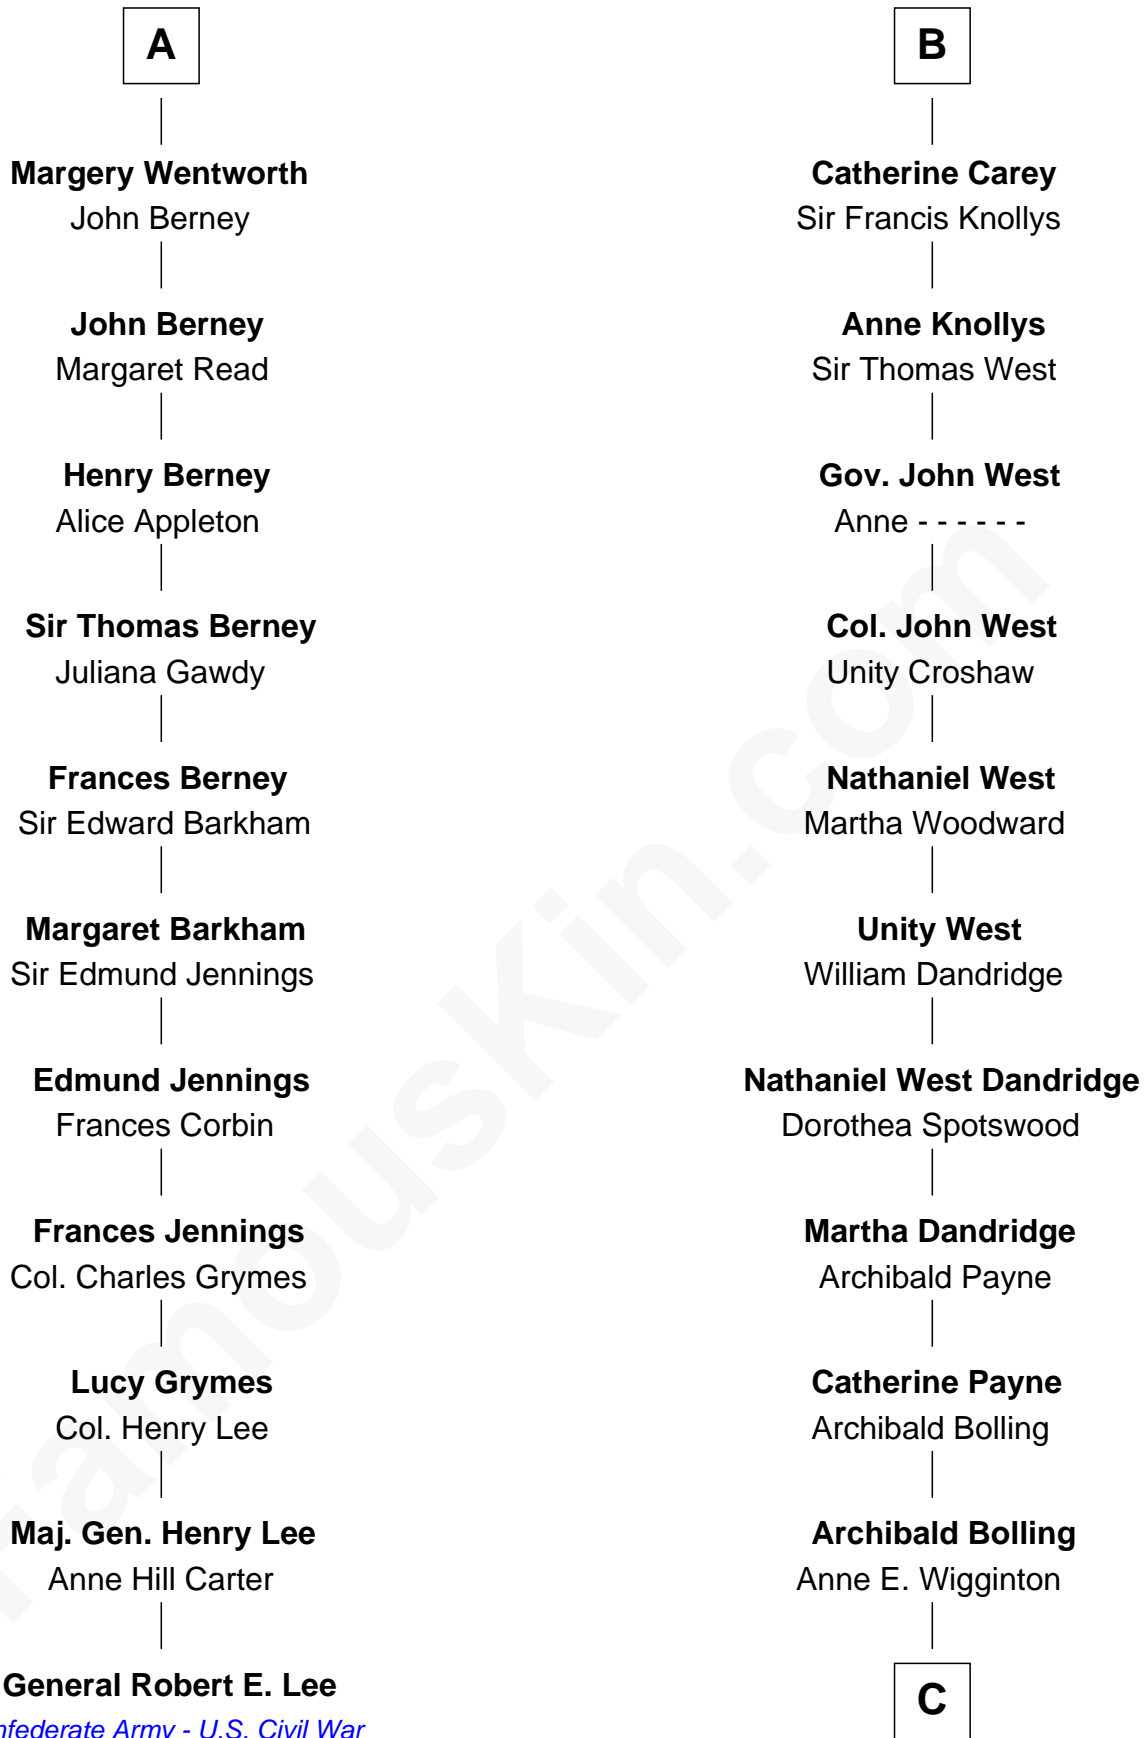 A
Margery Wentworth
John Berney
John Berney
Margaret Read
Henry Berney
Alice Appleton
Sir Thomas Berney
Juliana Gawdy
Frances Berney
Sir Edward Barkham
Margaret Barkham
Sir Edmund Jennings
Edmund Jennings
Frances Corbin
Frances Jennings
Col. Charles Grymes
Lucy Grymes
Col. Henry Lee
Maj. Gen. Henry Lee
Anne Hill Carter
General Robert E. Lee
nfederate Army - U.S. Civil War
B
Catherine Carey
Sir Francis Knollys
Anne Knollys
Sir Thomas West
Gov. John West
Anne - - - - - -
Col. John West
Unity Croshaw
Nathaniel West
Martha Woodward
Unity West
William Dandridge
Nathaniel West Dandridge
Dorothea Spotswood
Martha Dandridge
Archibald Payne
Catherine Payne
Archibald Bolling
Archibald Bolling
Anne E. Wigginton
C
FamousKin.com